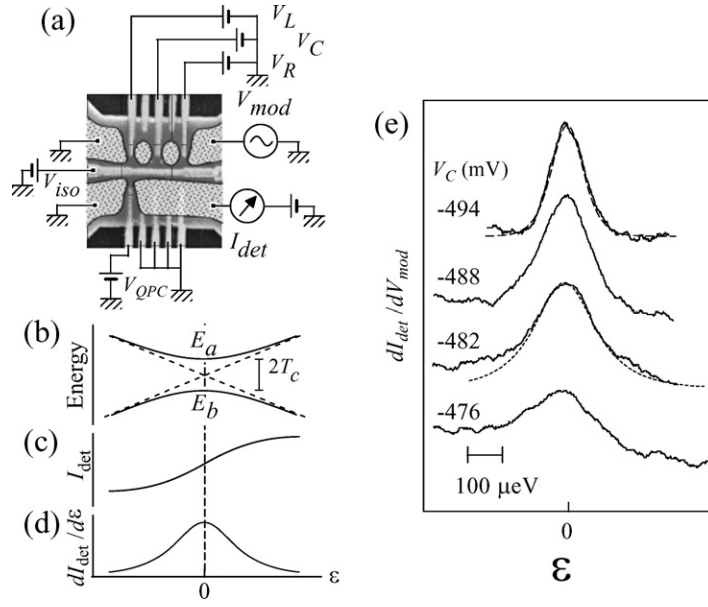 (a)
V_L
V_C
V_R
V_mod
V_iso
I_det
V_QPC
(b)
Energy
E_a
2T_c
E_b
(c)
I_det
(d)
dI_det/dε
0
ε
(e)
V_C (mV)
-494
-488
-482
-476
dI_det/dV_mod
100 μeV
0
ε